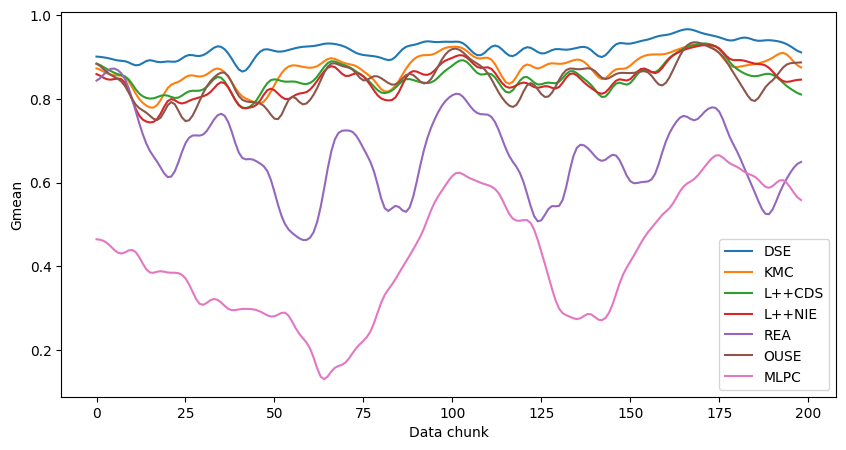 1.0
0.8
0.6
0.4
0.2
Gmean
0
25
50
75
100
125
150
175
200
Data chunk
DSE
KMC
L++CDS
L++NIE
REA
OUSE
MLPC